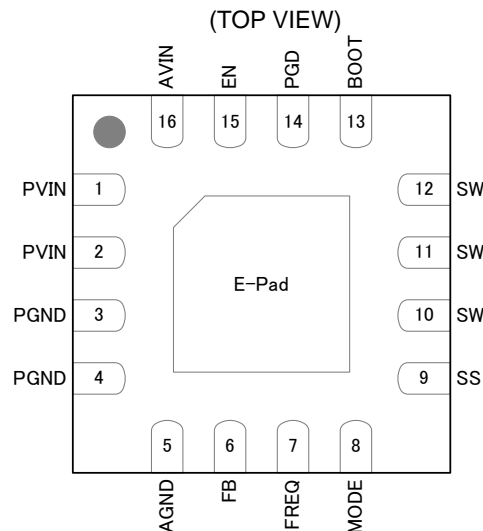 (TOP VIEW)
AVIN
EN
PGD
BOOT
16
15
14
13
PVIN 1
12 SW
PVIN 2
11 SW
E-Pad
PGND 3
10 SW
PGND 4
9 SS
5
6
7
8
AGND
FB
FREQ
MODE